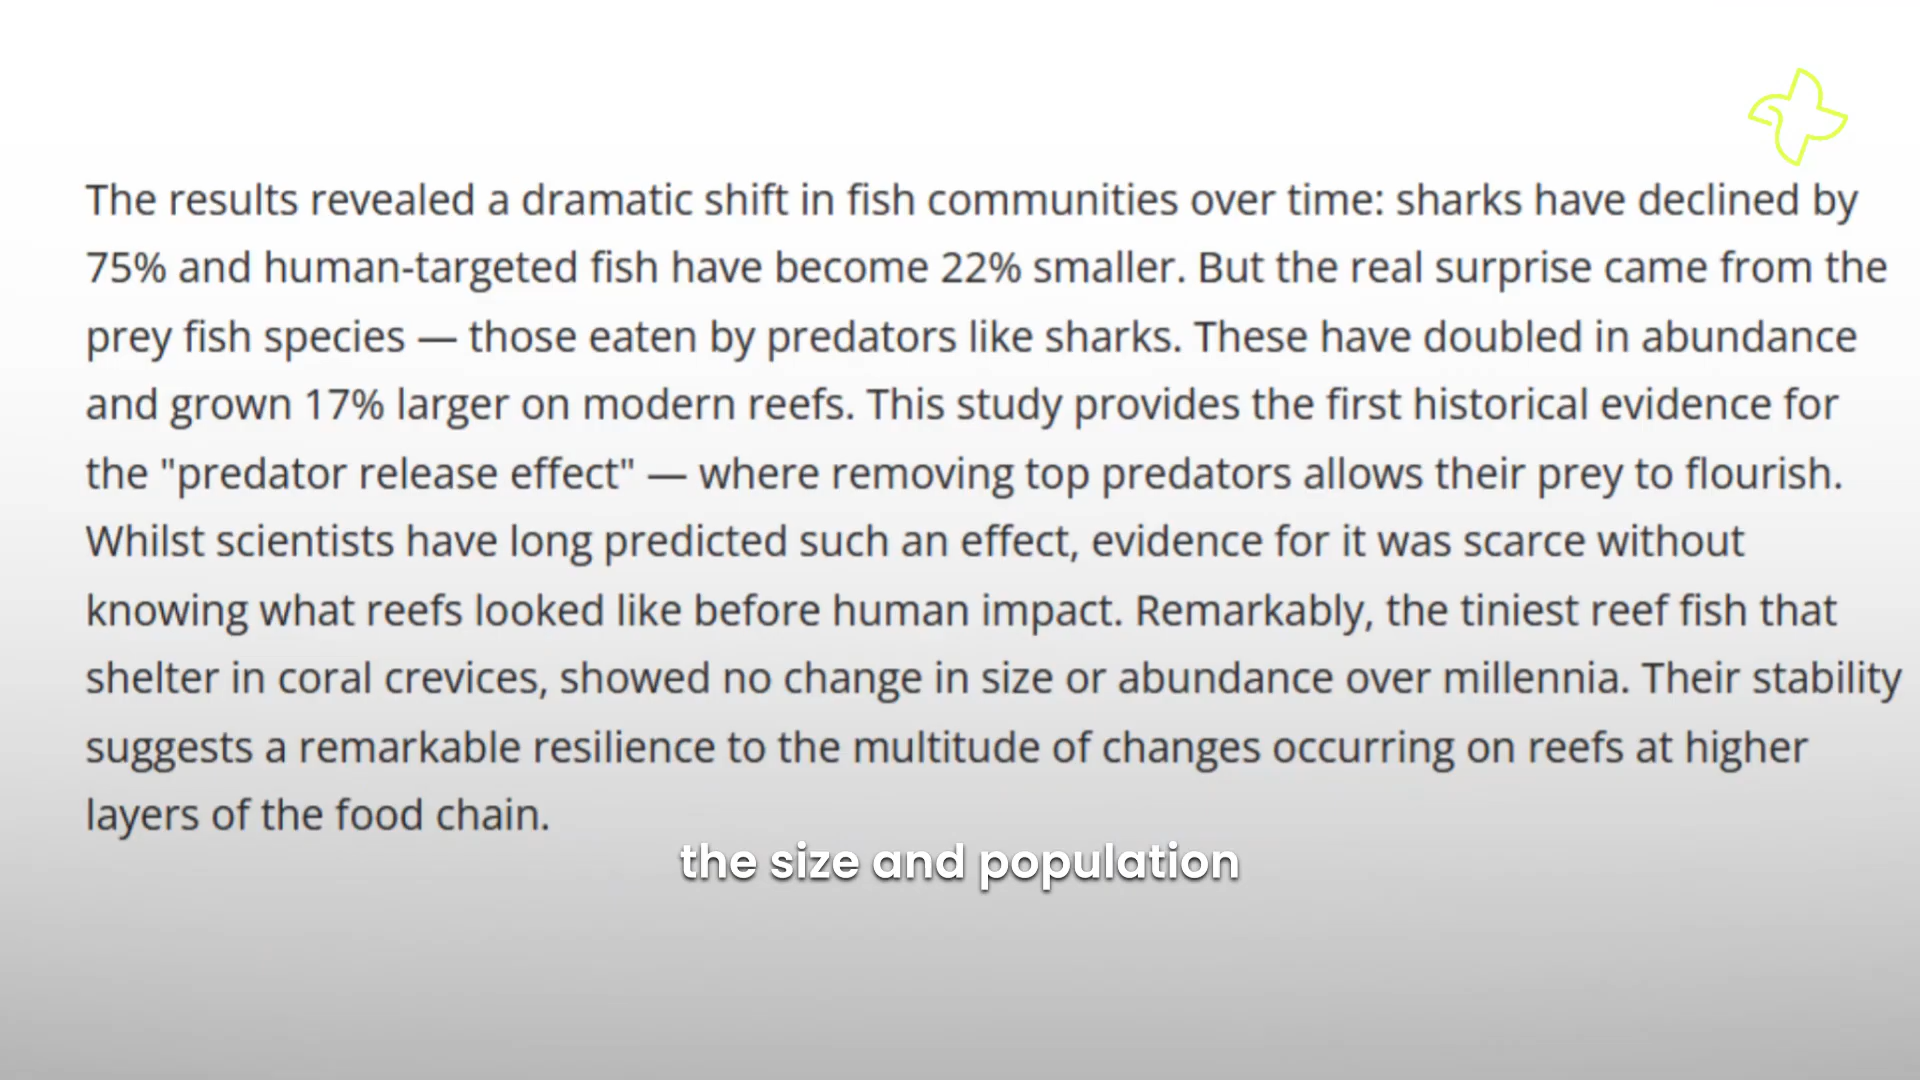 The results revealed a dramatic shift in fish communities over time: sharks have declined by
75% and human-targeted fish have become 22% smaller. But the real surprise came from the
prey fish species — those eaten by predators like sharks. These have doubled in abundance
and grown 17% larger on modern reefs. This study provides the first historical evidence for
the "predator release effect" — where removing top predators allows their prey to flourish.
Whilst scientists have long predicted such an effect, evidence for it was scarce without
knowing what reefs looked like before human impact. Remarkably, the tiniest reef fish that
shelter in coral crevices, showed no change in size or abundance over millennia. Their stability
suggests a remarkable resilience to the multitude of changes occurring on reefs at higher
layers of the food chain.
the size and population